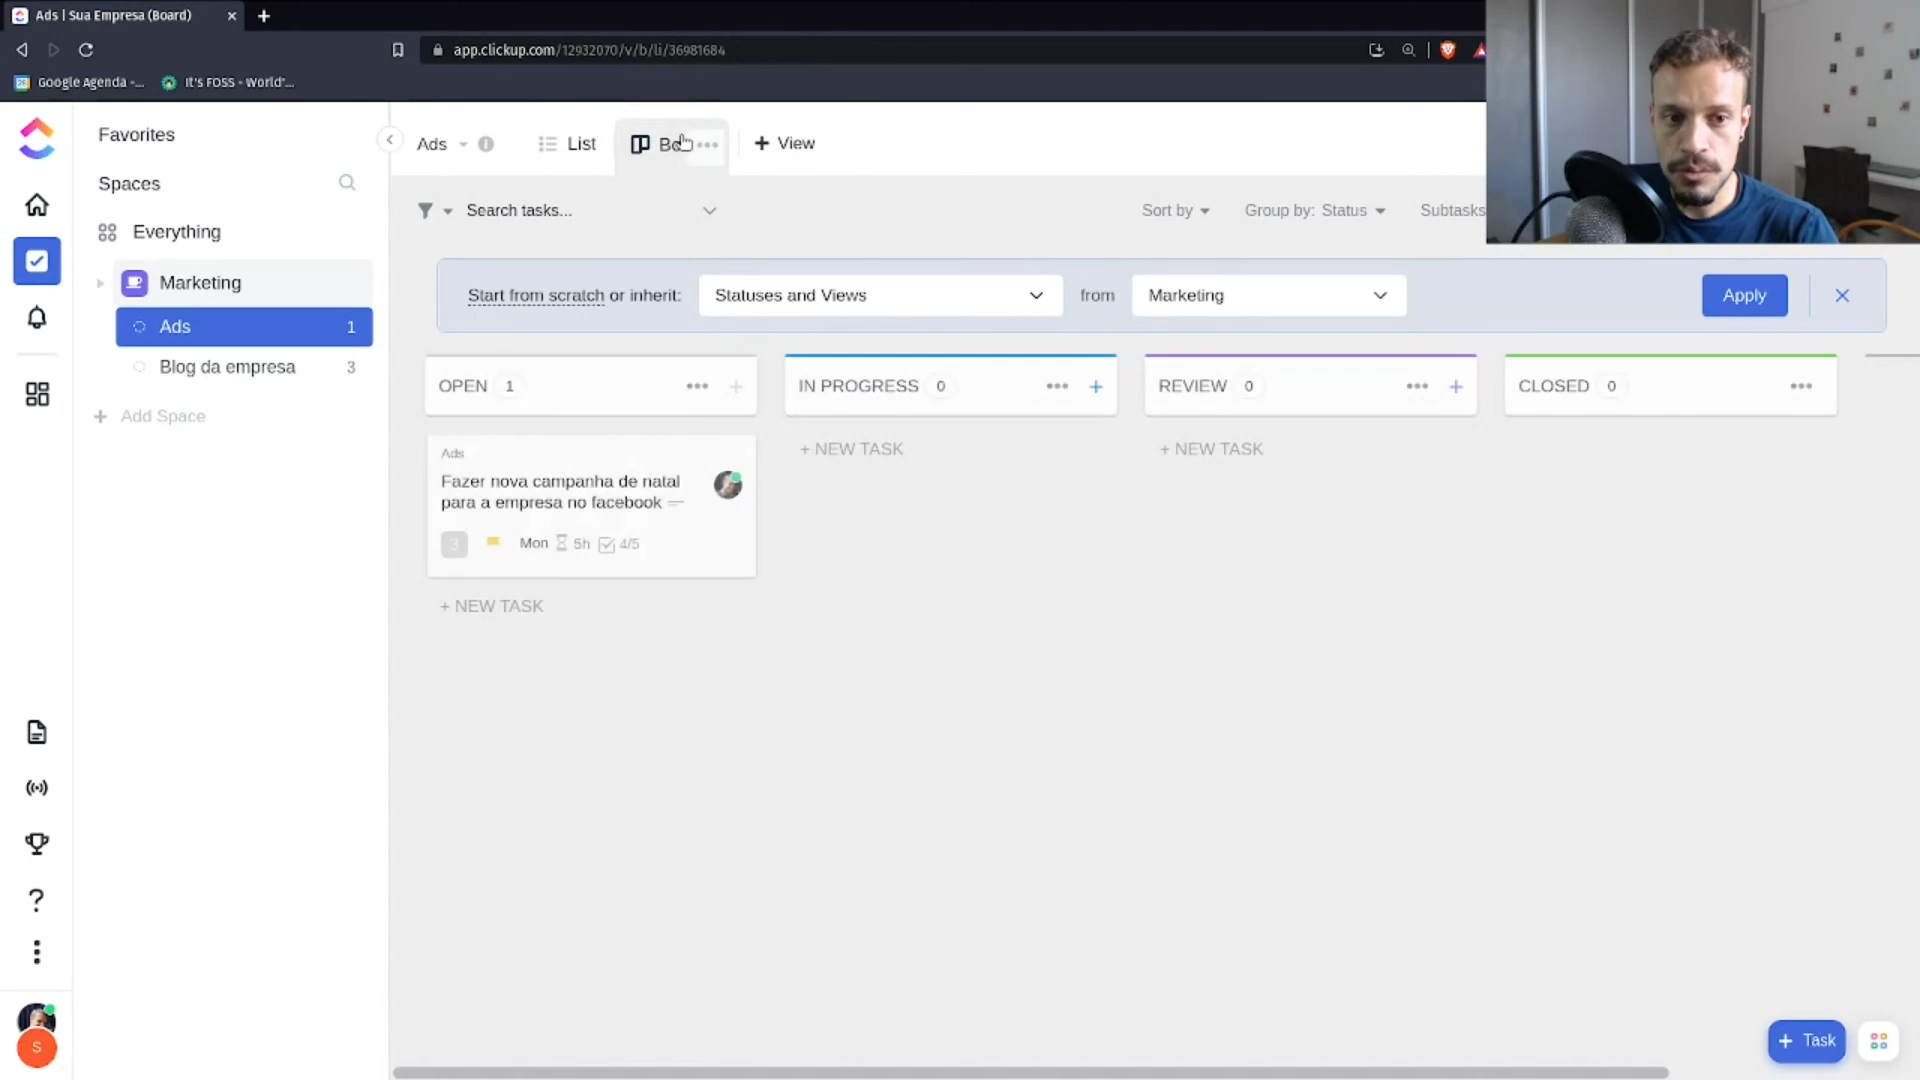 Ads | Sua Empresa (Board)
app.clickup.com/12932070/v/b/li/36981684
Google Agenda -...
It's FOSS - World'...
Favorites
Spaces
Everything
Marketing
Ads 1
Blog da empresa 3
+ Add Space
Ads
List
+ View
Search tasks...
Sort by
Group by: Status
Subtasks
Start from scratch or inherit:
Statuses and Views
from
Marketing
Apply
OPEN 1
IN PROGRESS 0
REVIEW 0
CLOSED 0
Ads
Fazer nova campanha de natal
para a empresa no facebook
3
Mon
5h
4/5
+ NEW TASK
+ NEW TASK
+ NEW TASK
S
+ Task